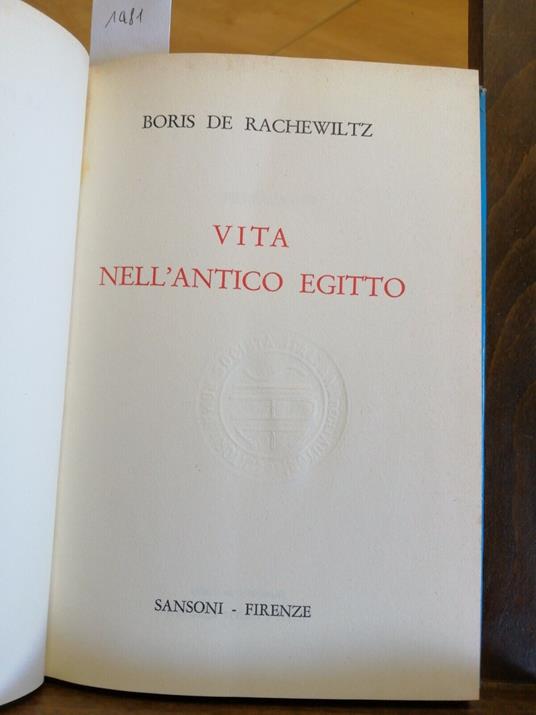 1981
BORIS DE RACHEWILTZ
VITA
NELL'ANTICO EGITTO
SANSONI - FIRENZE